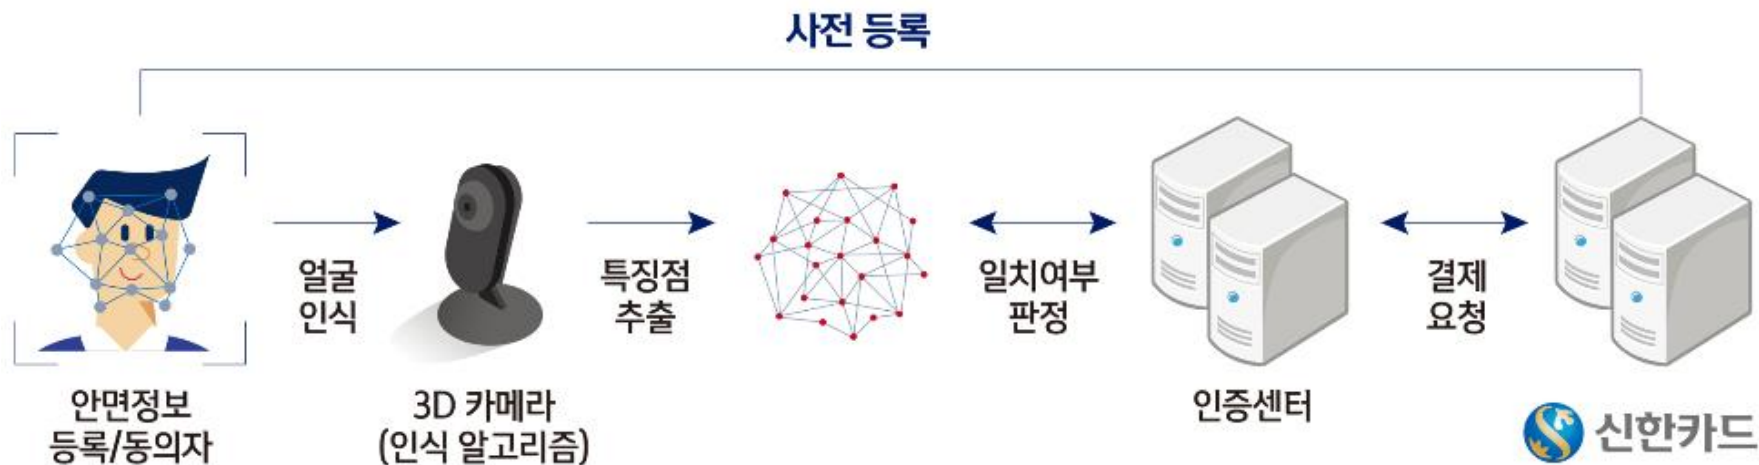 사전 등록
얼굴
인식
특징점
추출
일치여부
판정
결제
요청
안면정보
등록/동의자
3D 카메라
(인식 알고리즘)
인증센터
신한카드